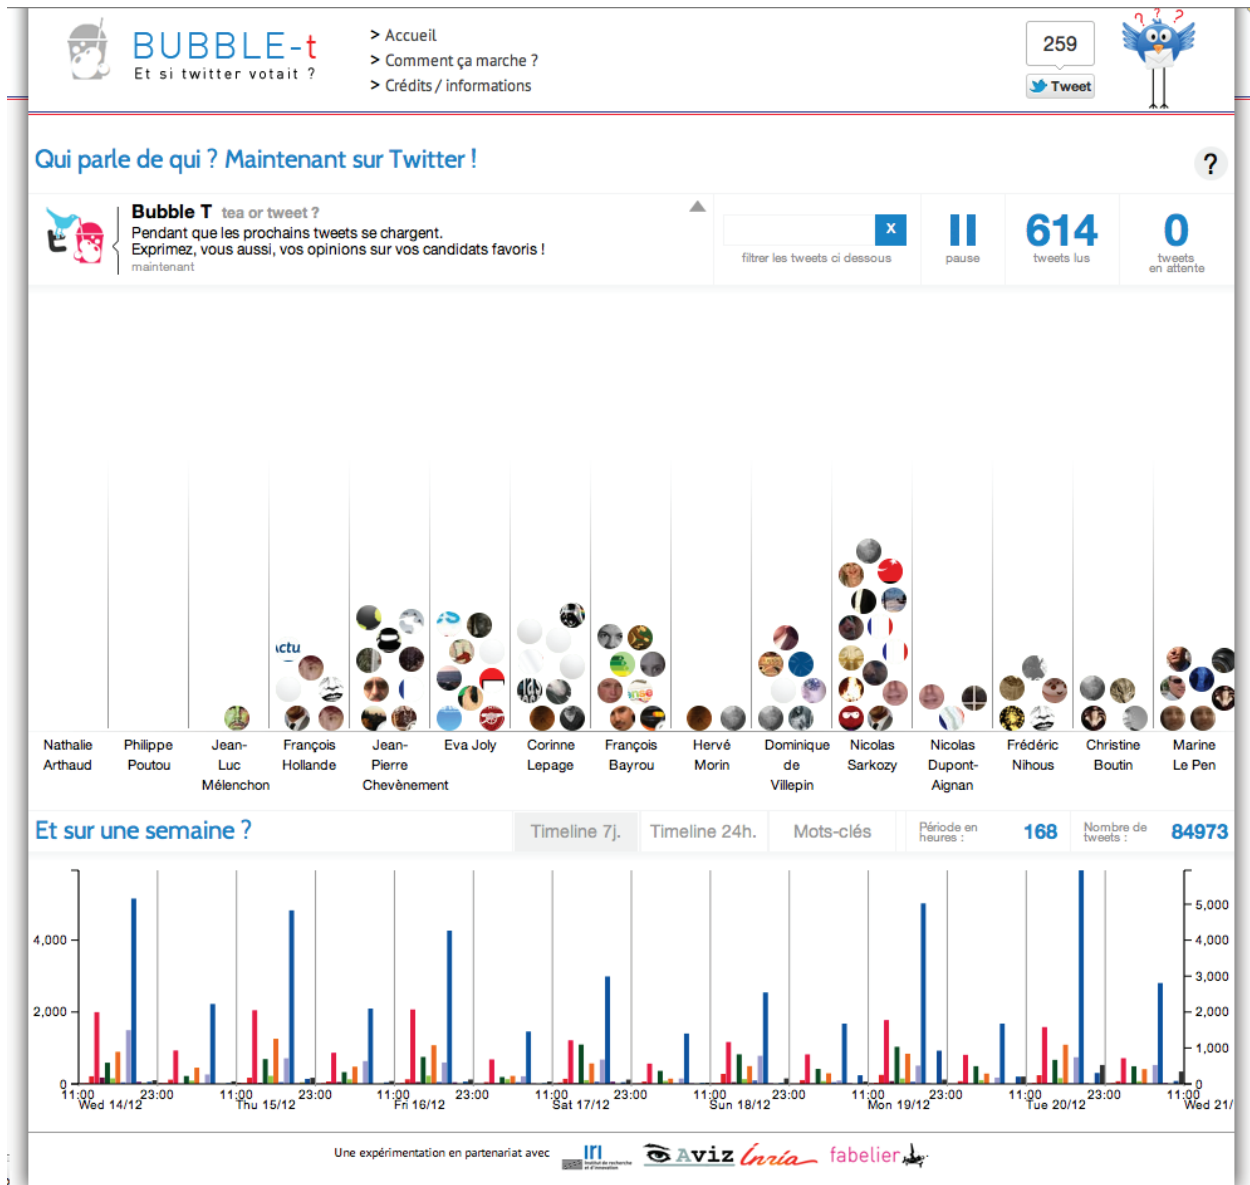 BUBBLE-t
Et si twitter votait ?
> Accueil
> Comment ça marche ?
> Crédits / informations
259
Tweet
Qui parle de qui ? Maintenant sur Twitter !
?
Bubble T tea or tweet ?
Pendant que les prochains tweets se chargent.
Exprimez, vous aussi, vos opinions sur vos candidats favoris !
maintenant
X
filtrer les tweets ci dessous
pause
614
tweets lus
0
tweets
en attente
Nathalie
Arthaud
Philippe
Poutou
Jean-
Luc
Mélenchon
François
Hollande
Jean-
Pierre
Chevènement
Eva Joly
Corinne
Lepage
François
Bayrou
Hervé
Morin
Dominique
de
Villepin
Nicolas
Sarkozy
Nicolas
Dupont-
Aignan
Frédéric
Nihous
Christine
Boutin
Marine
Le Pen
Et sur une semaine ?
Timeline 7j.
Timeline 24h.
Mots-clés
Période en
heures :
168
Nombre de
tweets :
84973
4,000
2,000
0
5,000
4,000
3,000
2,000
1,000
0
11:00 23:00 11:00 23:00 11:00 23:00 11:00 23:00 11:00 23:00 11:00 23:00 11:00 23:00 11:00
Wed 14/12 Thu 15/12 Fri 16/12 Sat 17/12 Sun 18/12 Mon 19/12 Tue 20/12 Wed 21/
Une expérimentation en partenariat avec
IRI
Aviz
Inria
fabelier